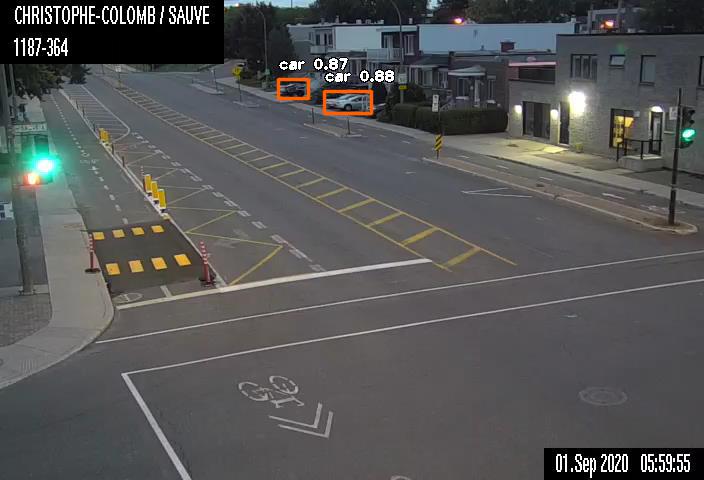 CHRISTOPHE-COLOMB / SAUVE
1187-364
car 0.87
car 0.88
01.Sep 2020 05:59:55